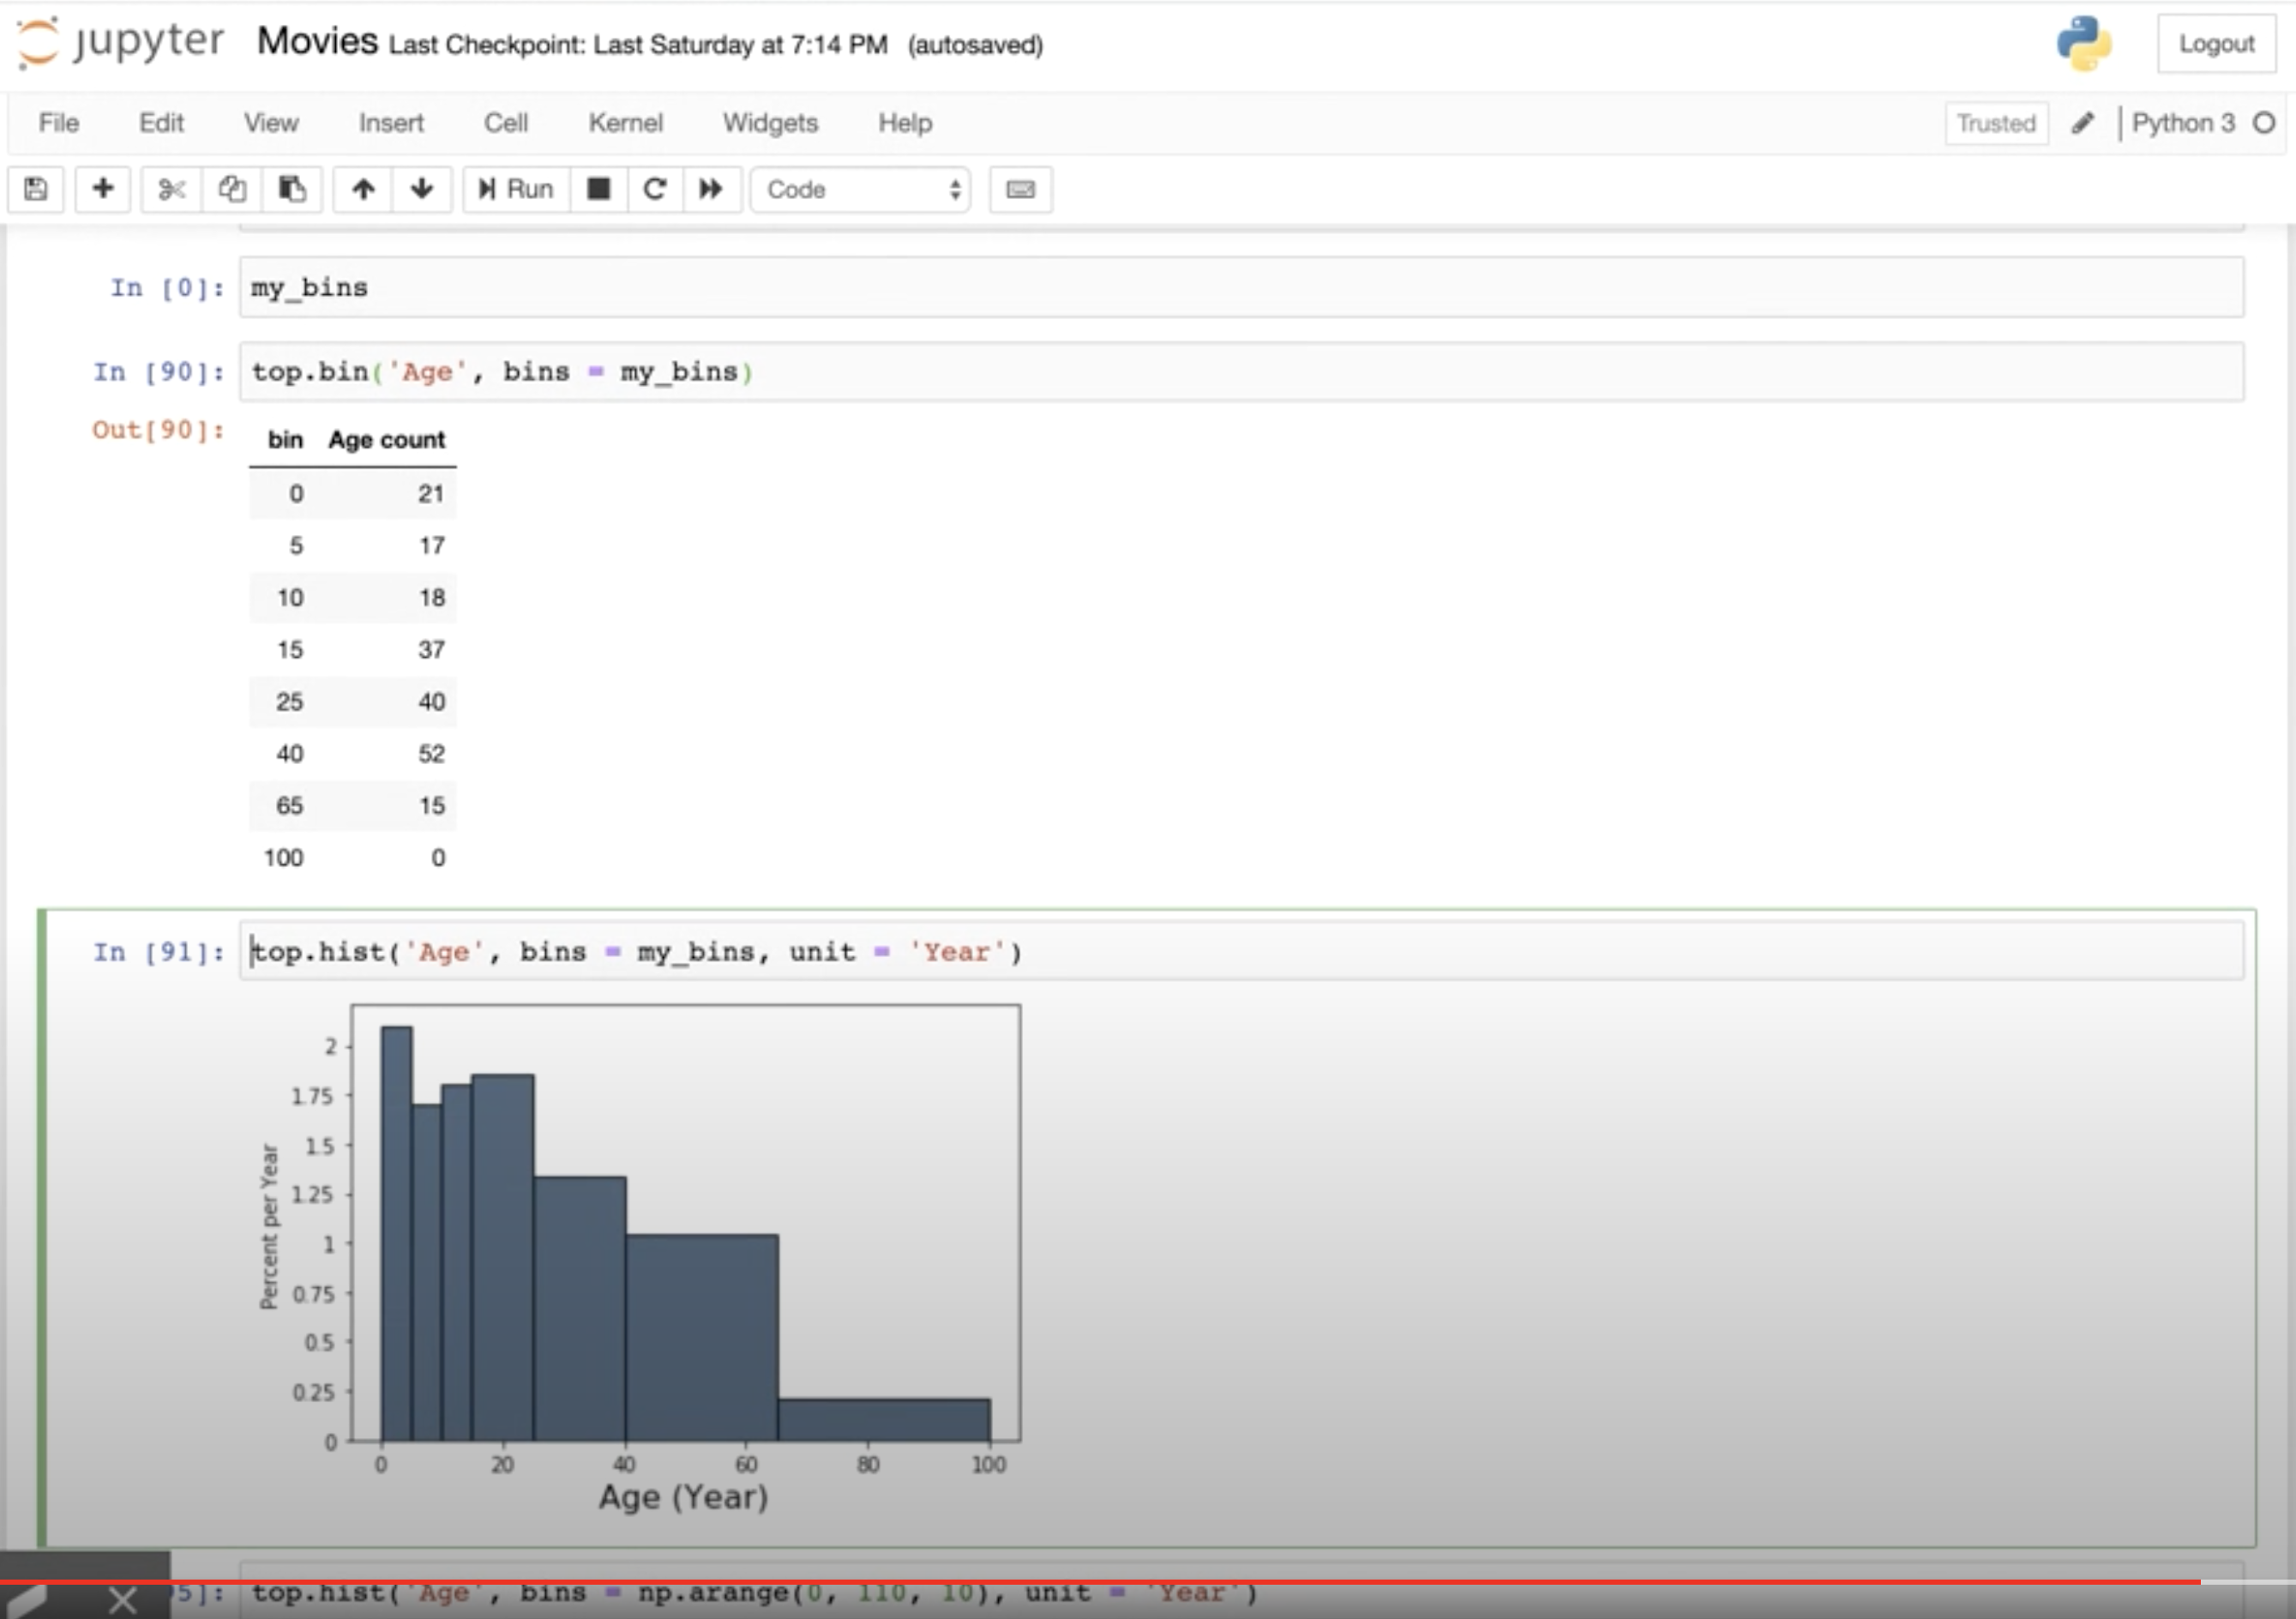 jupyter Movies Last Checkpoint: Last Saturday at 7:14 PM (autosaved) Logout
File Edit View Insert Cell Kernel Widgets Help Trusted Python 3
Run Code
In [0]: my_bins
In [90]: top.bin('Age', bins = my_bins)
Out[90]:
bin Age count
0 21
5 17
10 18
15 37
25 40
40 52
65 15
100 0
In [91]: top.hist('Age', bins = my_bins, unit = 'Year')
2
1.75
1.5
1.25
1
0.75
0.5
0.25
0
Percent per Year
0 20 40 60 80 100
Age (Year)
5]: top.hist('Age', bins = np.arange(0, 110, 10), unit = 'Year')